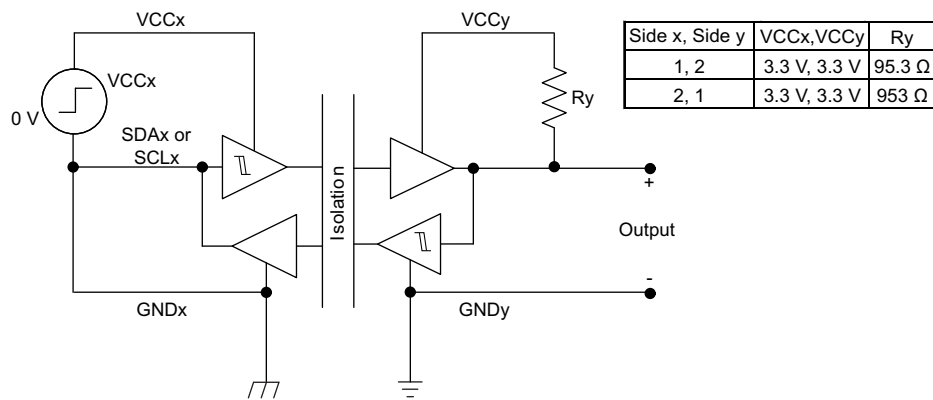 VCCx
VCCy
Side x, Side y VCCx,VCCy Ry
1, 2 3.3 V, 3.3 V 95.3 Ω
2, 1 3.3 V, 3.3 V 953 Ω
VCCx
0 V
Ry
SDAx or
SCLx
Isolation
+
Output
-
GNDx
GNDy